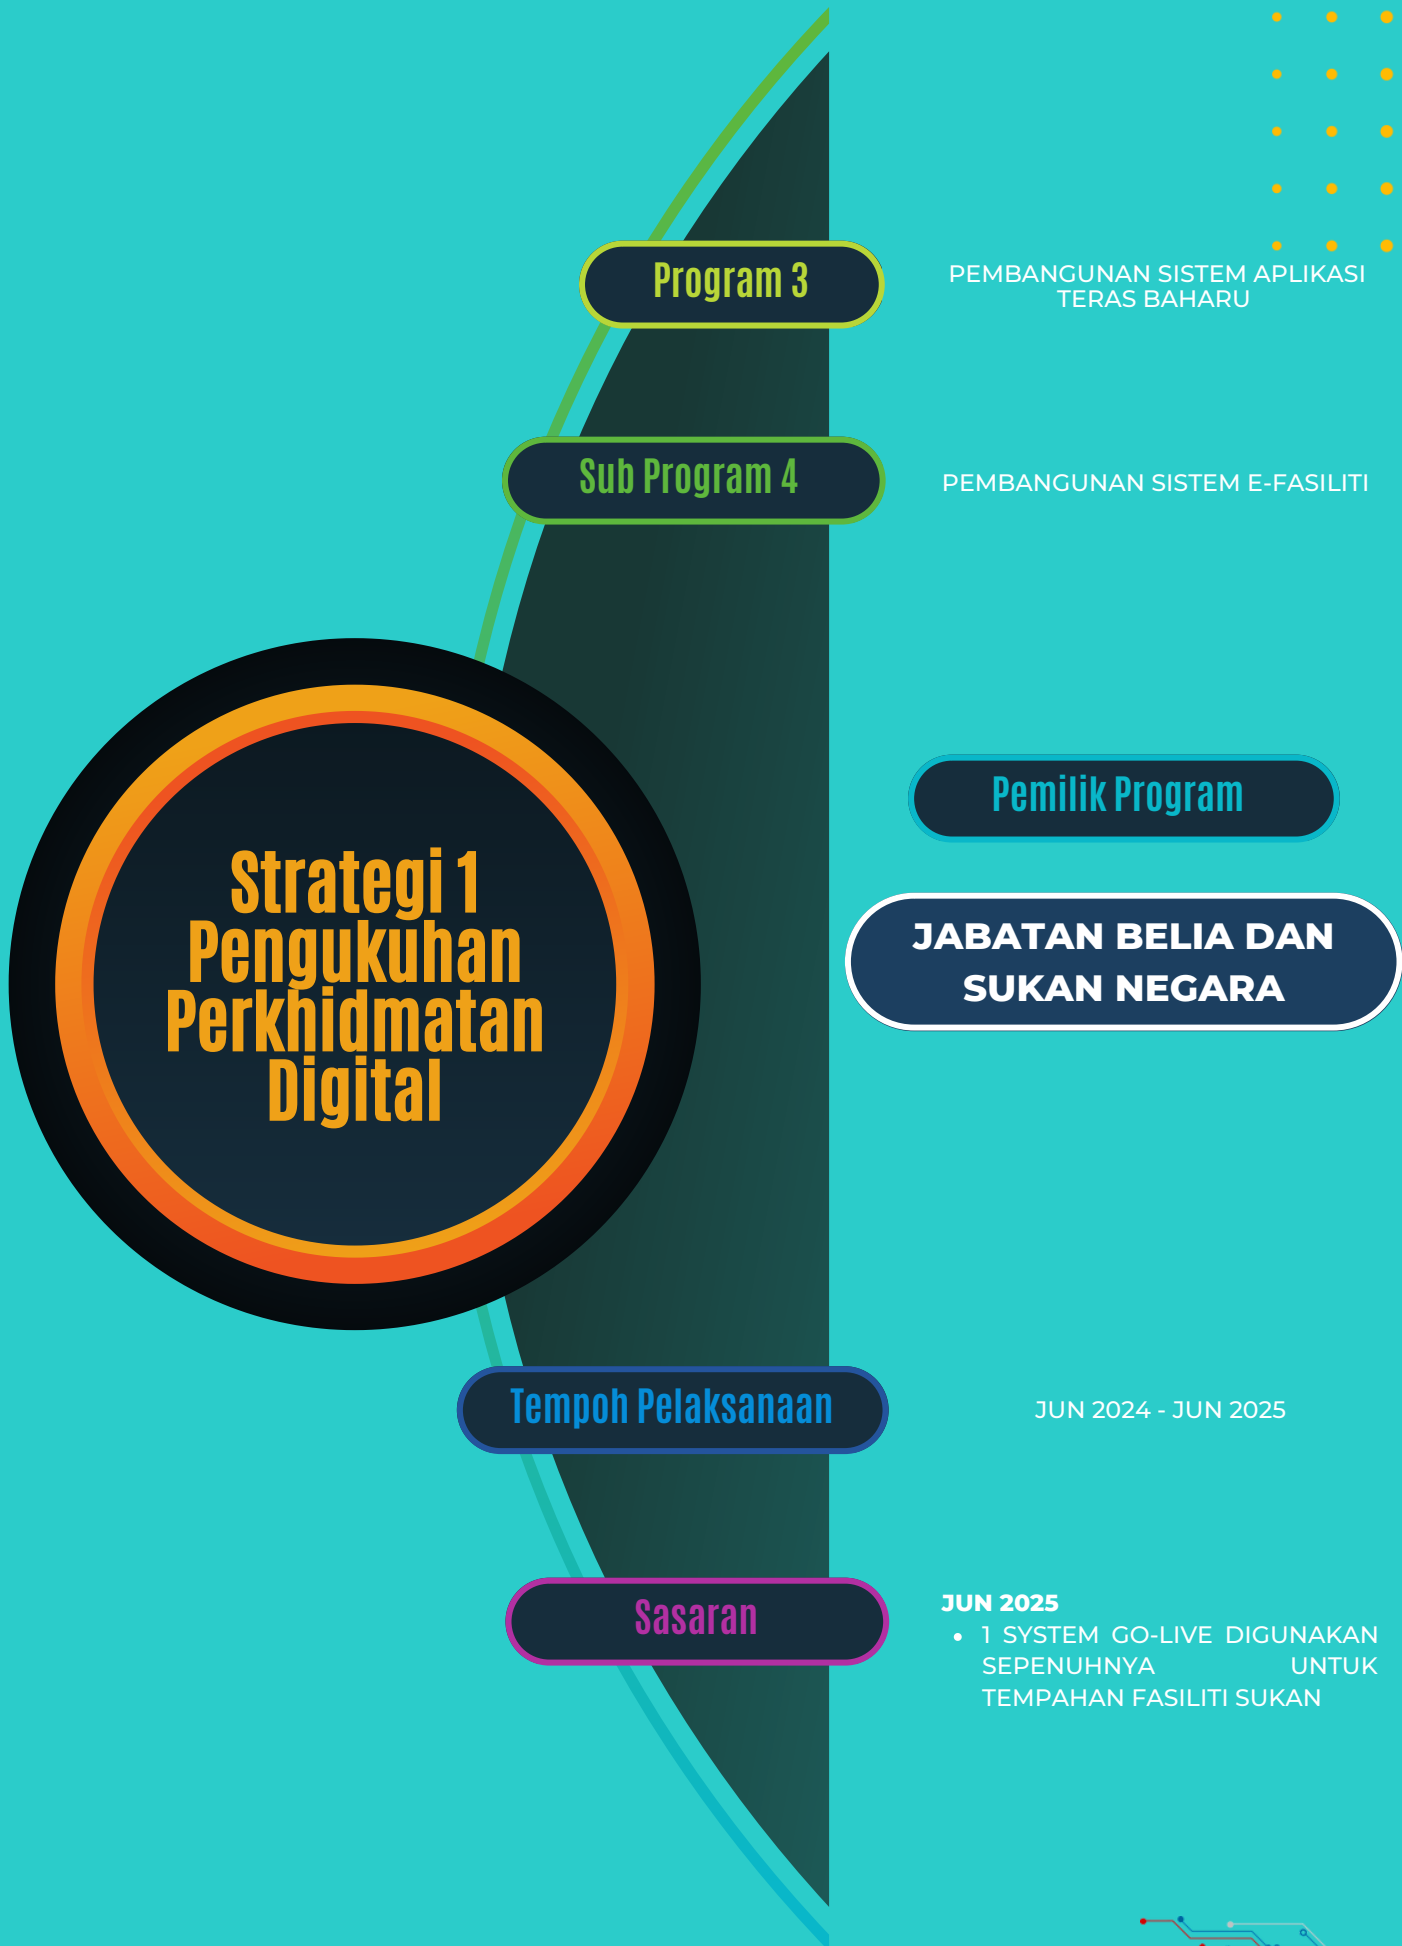 Program 3
PEMBANGUNAN SISTEM APLIKASI
TERAS BAHARU
Sub Program 4
PEMBANGUNAN SISTEM E-FASILITI
Strategi 1
Pengukuhan
Perkhidmatan
Digital
Pemilik Program
JABATAN BELIA DAN
SUKAN NEGARA
Tempoh Pelaksanaan
JUN 2024 - JUN 2025
Sasaran
JUN 2025
• 1 SYSTEM GO-LIVE DIGUNAKAN
SEPENUHNYA UNTUK
TEMPAHAN FASILITI SUKAN